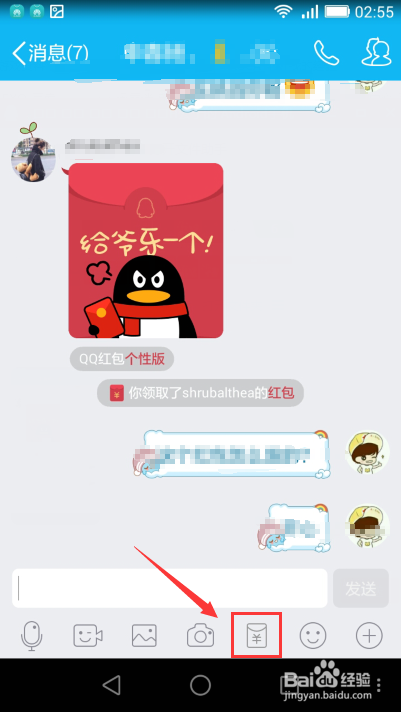 02:55
消息(7)
给爷乐一个!
QQ红包个性版
你领取了shrubalthea的红包
发送
Baidu经验
jingyan.baidu.com